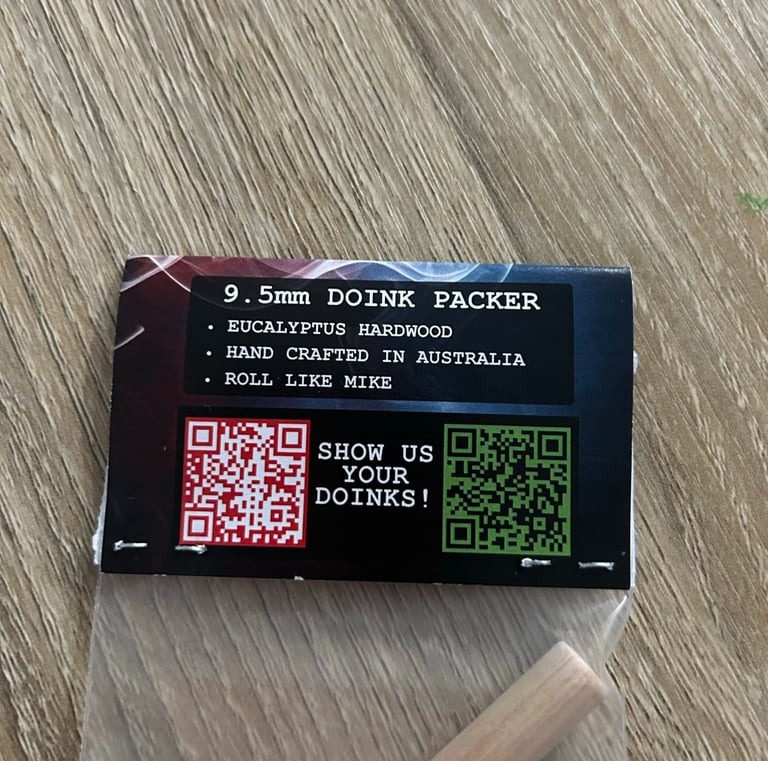 9.5mm DOINK PACKER
• EUCALYPTUS HARDWOOD
• HAND CRAFTED IN AUSTRALIA
• ROLL LIKE MIKE
SHOW US
YOUR
DOINKS!